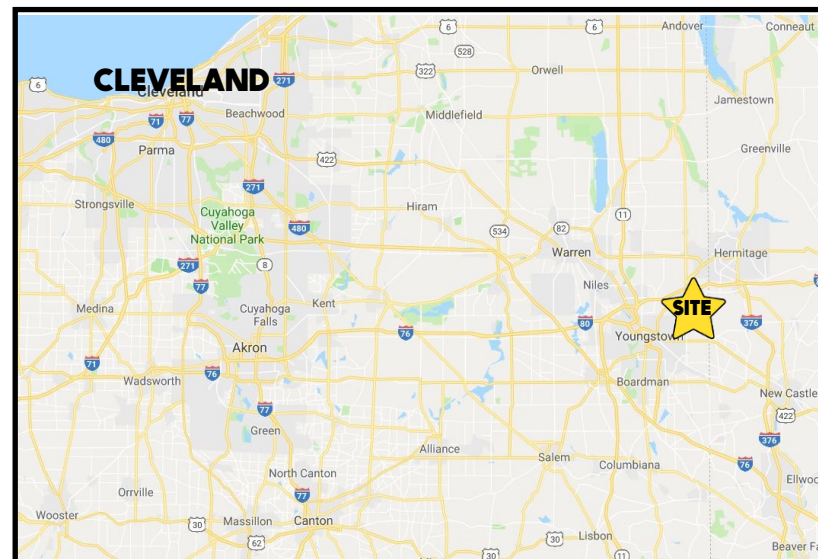 6
6
Andover
Conneaut
528
322
Orwell
CLEVELAND
Cleveland
271
6
Jamestown
Beachwood
Middlefield
71
77
480
Parma
422
Greenville
271
Strongsville
Cuyahoga
Valley
National Park
Hiram
11
480
534
82
Warren
Hermitage
8
271
77
Niles
Medina
Cuyahoga
Falls
Kent
SITE
80
376
76
Youngstown
Akron
71
76
Wadsworth
Boardman
77
New Castle
422
Green
376
Alliance
Salem
Columbiana
76
North Canton
Ellwo
Orrville
77
Wooster
30
Massillon
Canton
62
30
30
Lisbon
11
Beaver Fa